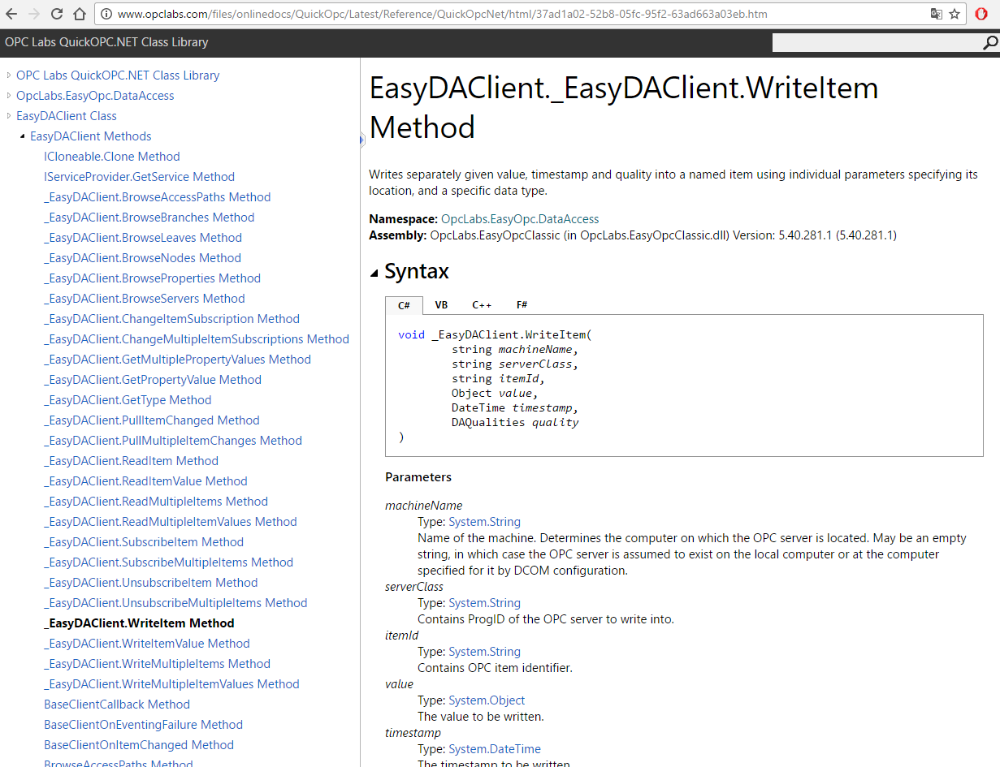 www.opclabs.com/files/onlinedocs/QuickOpc/Latest/Reference/QuickOpcNet/html/37ad1a02-52b8-05fc-95f2-63ad663a03eb.htm
OPC Labs QuickOPC.NET Class Library
OPC Labs QuickOPC.NET Class Library
OpcLabs.EasyOpc.DataAccess
EasyDAClient Class
EasyDAClient Methods
ICloneable.Clone Method
IServiceProvider.GetService Method
_EasyDAClient.BrowseAccessPaths Method
_EasyDAClient.BrowseBranches Method
_EasyDAClient.BrowseLeaves Method
_EasyDAClient.BrowseNodes Method
_EasyDAClient.BrowseProperties Method
_EasyDAClient.BrowseServers Method
_EasyDAClient.ChangeItemSubscription Method
_EasyDAClient.ChangeMultipleItemSubscriptions Method
_EasyDAClient.GetMultiplePropertyValues Method
_EasyDAClient.GetPropertyValue Method
_EasyDAClient.GetType Method
_EasyDAClient.PullItemChanged Method
_EasyDAClient.PullMultipleItemChanges Method
_EasyDAClient.ReadItem Method
_EasyDAClient.ReadItemValue Method
_EasyDAClient.ReadMultipleItems Method
_EasyDAClient.ReadMultipleItemValues Method
_EasyDAClient.SubscribeItem Method
_EasyDAClient.SubscribeMultipleItems Method
_EasyDAClient.UnsubscribeItem Method
_EasyDAClient.UnsubscribeMultipleItems Method
_EasyDAClient.WriteItem Method
_EasyDAClient.WriteItemValue Method
_EasyDAClient.WriteMultipleItems Method
_EasyDAClient.WriteMultipleItemValues Method
BaseClientCallback Method
BaseClientOnEventingFailure Method
BaseClientOnItemChanged Method
BrowseAccessPaths Method
EasyDAClient._EasyDAClient.WriteItem
Method
Writes separately given value, timestamp and quality into a named item using individual parameters specifying its
location, and a specific data type.
Namespace: OpcLabs.EasyOpc.DataAccess
Assembly: OpcLabs.EasyOpcClassic (in OpcLabs.EasyOpcClassic.dll) Version: 5.40.281.1 (5.40.281.1)
Syntax
C# VB C++ F#
void _EasyDAClient.WriteItem(
string machineName,
string serverClass,
string itemId,
Object value,
DateTime timestamp,
DAQualities quality
)
Parameters
machineName
Type: System.String
Name of the machine. Determines the computer on which the OPC server is located. May be an empty
string, in which case the OPC server is assumed to exist on the local computer or at the computer
specified for it by DCOM configuration.
serverClass
Type: System.String
Contains ProgID of the OPC server to write into.
itemId
Type: System.String
Contains OPC item identifier.
value
Type: System.Object
The value to be written.
timestamp
Type: System.DateTime
The timestamp to be written.